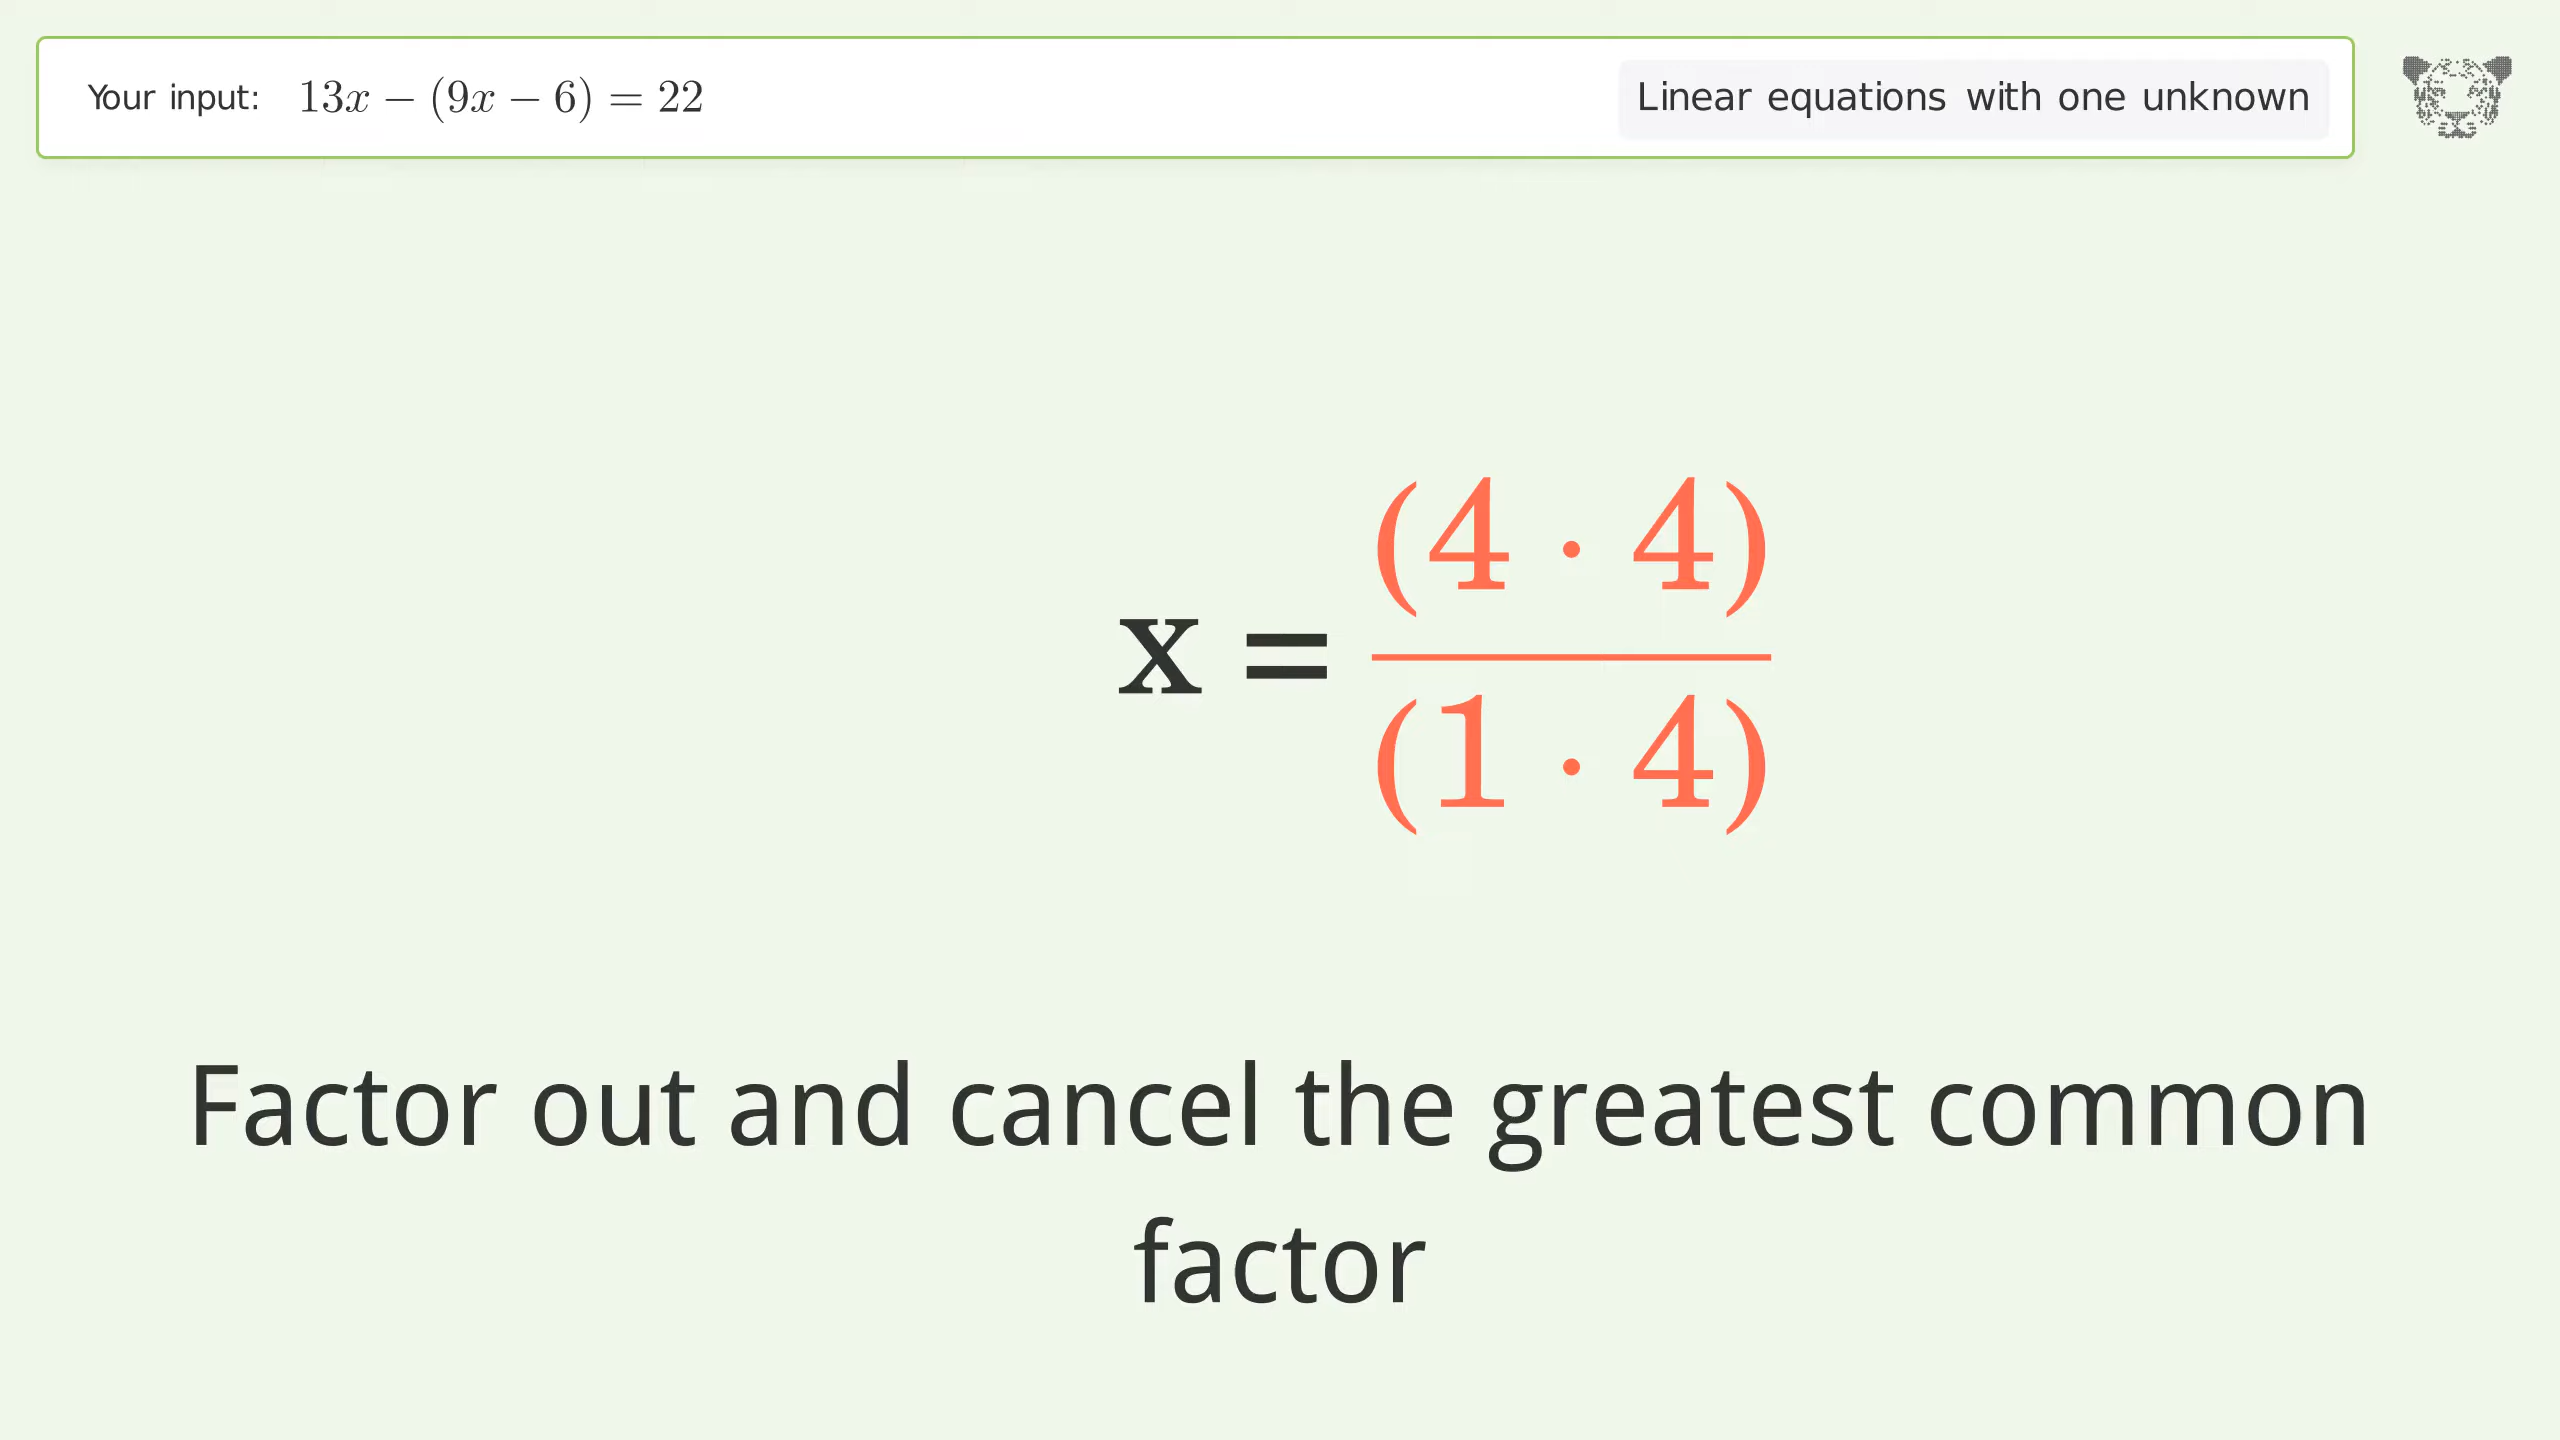 Your input: 13x − (9x − 6) = 22
Linear equations with one unknown
x = (4 · 4) / (1 · 4)
Factor out and cancel the greatest common
factor